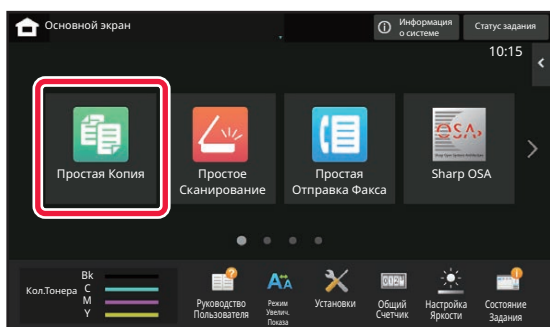 Основной экран
Информация
о системе
Статус задания
10:15
Простая Копия
Простое
Сканирование
Простая
Отправка Факса
Sharp OSA
Кол.Тонера
Bk
C
M
Y
Руководство
Пользователя
Режим
Увелич.
Показа
Установки
Общий
Счетчик
Настройка
Яркости
Состояние
Задания